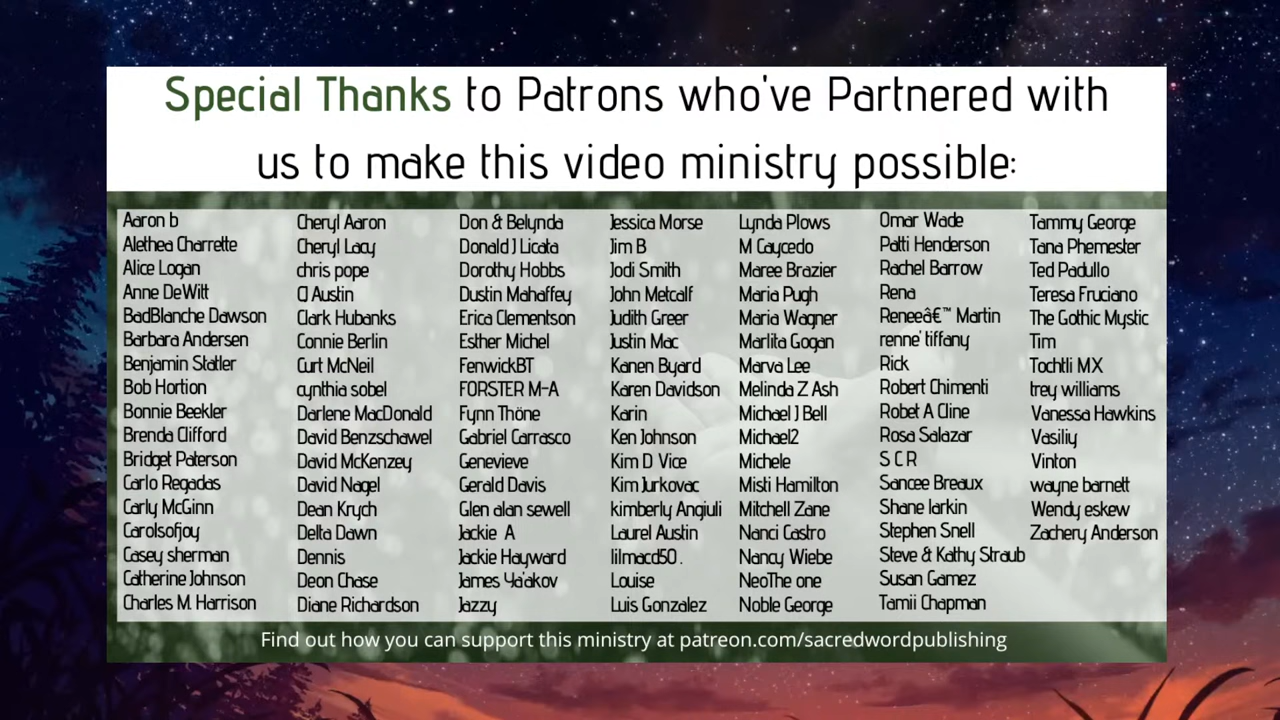 Special Thanks to Patrons who've Partnered with
us to make this video ministry possible:
Aaron b
Alethea Charrette
Alice Logan
Anne DeWitt
BadBlanche Dawson
Barbara Andersen
Benjamin Statler
Bob Hortion
Bonnie Beekler
Brenda Clifford
Bridget Paterson
Carlo Regadas
Carly McGinn
Carolsofjoy
Casey sherman
Catherine Johnson
Charles M. Harrison
Cheryl Aaron
Cheryl Lacy
chris pope
CJ Austin
Clark Hubanks
Connie Berlin
Curt McNeil
cynthia sobel
Darlene MacDonald
David Benzschawel
David McKenzey
David Nagel
Dean Krych
Delta Dawn
Dennis
Deon Chase
Diane Richardson
Don & Belynda
Donald J Licata
Dorothy Hobbs
Dustin Mahaffey
Erica Clementson
Esther Michel
FenwickBT
FORSTER M-A
Fynn Thöne
Gabriel Carrasco
Genevieve
Gerald Davis
Glen alan sewell
Jackie A
Jackie Hayward
James Ya'akov
Jazzy
Jessica Morse
Jim B
Jodi Smith
John Metcalf
Judith Greer
Justin Mac
Kanen Byard
Karen Davidson
Karin
Ken Johnson
Kim D Vice
Kim Jurkovac
kimberly Angiuli
Laurel Austin
lilmacd50 .
Louise
Luis Gonzalez
Lynda Plows
M Caycedo
Maree Brazier
Maria Pugh
Maria Wagner
Marlita Gogan
Marva Lee
Melinda Z Ash
Michael J Bell
Michael2
Michele
Misti Hamilton
Mitchell Zane
Nanci Castro
Nancy Wiebe
NeoThe one
Noble George
Omar Wade
Patti Henderson
Rachel Barrow
Rena
Reneeâ€™ Martin
renne' tiffany
Rick
Robert Chimenti
Robet A Cline
Rosa Salazar
S C R
Sancee Breaux
Shane larkin
Stephen Snell
Steve & Kathy Straub
Susan Gamez
Tamii Chapman
Tammy George
Tana Phemester
Ted Padullo
Teresa Fruciano
The Gothic Mystic
Tim
Tochtli MX
trey williams
Vanessa Hawkins
Vasiliy
Vinton
wayne barnett
Wendy eskew
Zachery Anderson
Find out how you can support this ministry at patreon.com/sacredwordpublishing